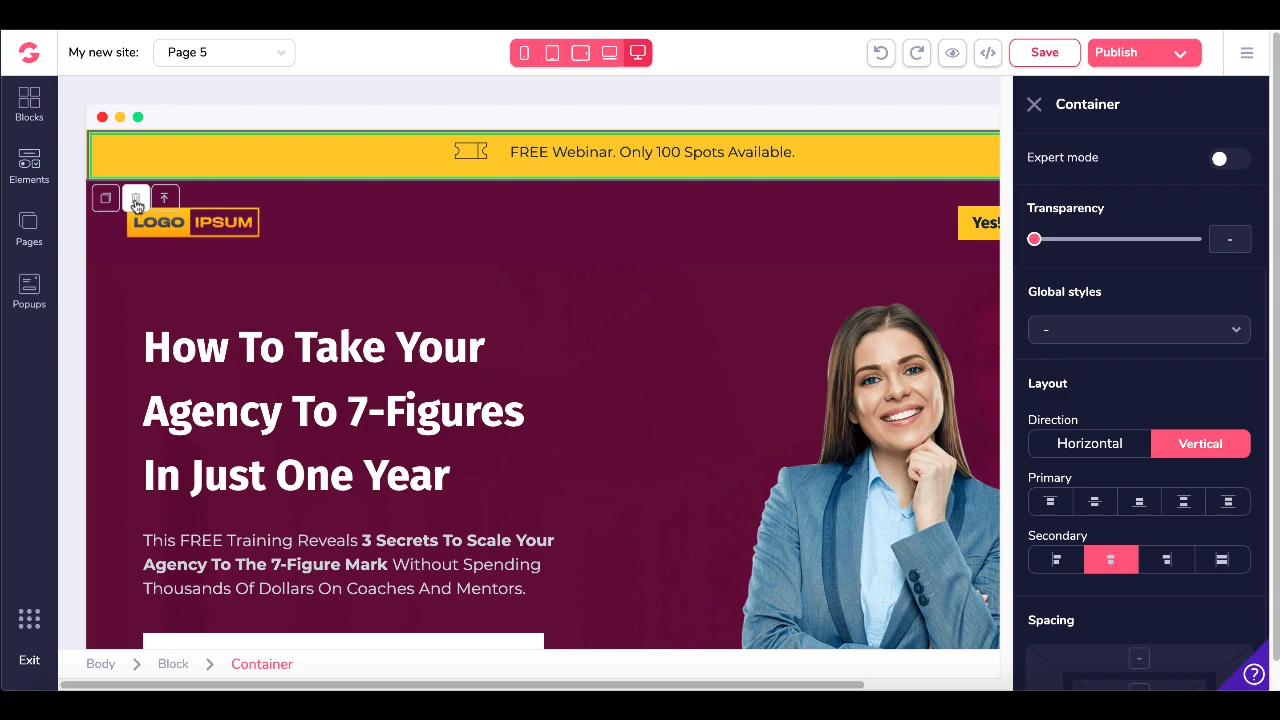 My new site:
Page 5
Save
Publish
Blocks
Elements
Pages
Popups
Exit
FREE Webinar. Only 100 Spots Available.
LOGO IPSUM
Yes!
How To Take Your
Agency To 7-Figures
In Just One Year
This FREE Training Reveals 3 Secrets To Scale Your
Agency To The 7-Figure Mark Without Spending
Thousands Of Dollars On Coaches And Mentors.
Body
Block
Container
Container
Expert mode
Transparency
-
Global styles
-
Layout
Direction
Horizontal
Vertical
Primary
Secondary
Spacing
-
?